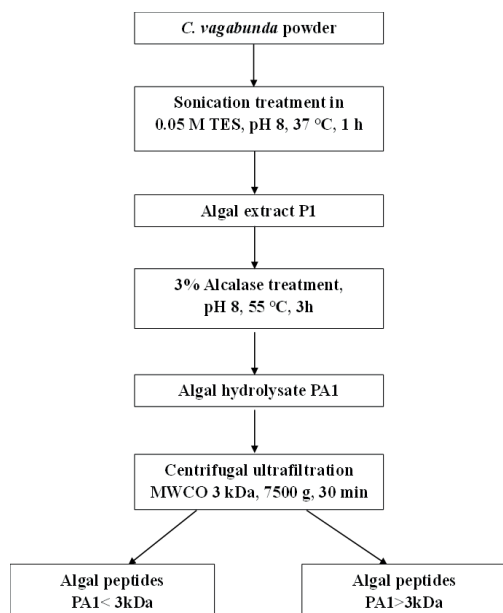 C. vagabunda powder
Sonication treatment in
0.05 M TES, pH 8, 37 °C, 1 h
Algal extract P1
3% Alcalase treatment,
pH 8, 55 °C, 3h
Algal hydrolysate PA1
Centrifugal ultrafiltration
MWCO 3 kDa, 7500 g, 30 min
Algal peptides
PA1< 3kDa
Algal peptides
PA1>3kDa